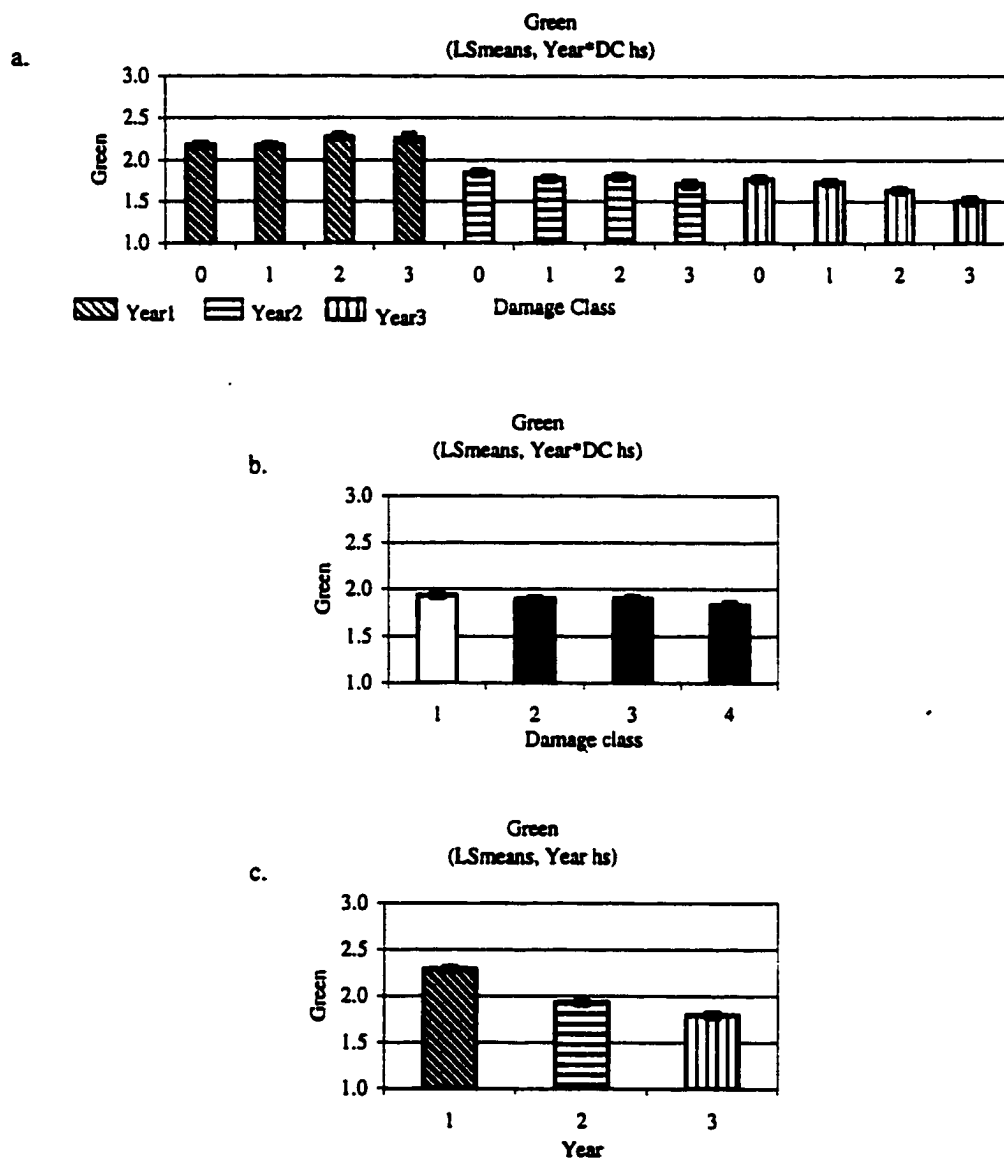 a.
Green
(LSmeans, Year*DC hs)
3.0
2.5
2.0
1.5
1.0
Green
0 1 2 3 0 1 2 3 0 1 2 3
Damage Class
Year1 Year2 Year3
b.
Green
(LSmeans, Year*DC hs)
3.0
2.5
2.0
1.5
1.0
Green
1 2 3 4
Damage class
c.
Green
(LSmeans, Year hs)
3.0
2.5
2.0
1.5
1.0
Green
1 2 3
Year